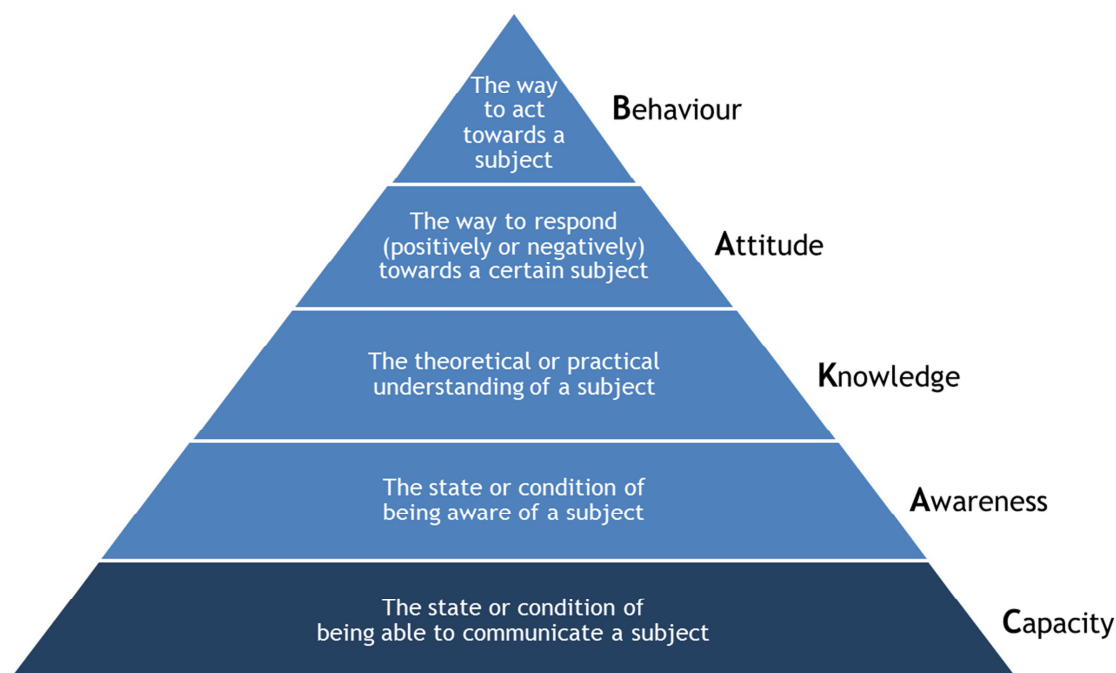 The way
to act
towards a
subject
Behaviour
The way to respond
(positively or negatively)
towards a certain subject
Attitude
The theoretical or practical
understanding of a subject
Knowledge
The state or condition of
being aware of a subject
Awareness
The state or condition of
being able to communicate a subject
Capacity